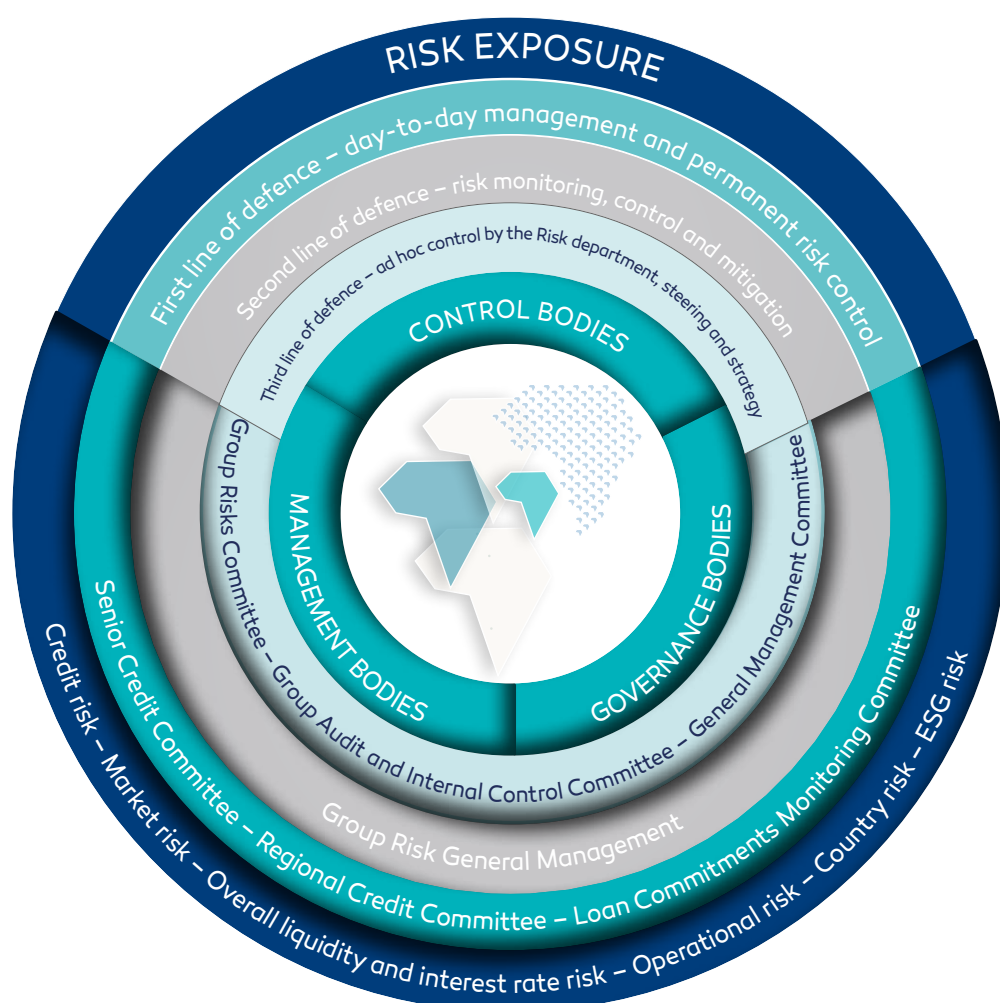 RISK EXPOSURE
First line of defence – day-to-day management and permanent risk control
Second line of defence – risk monitoring, control and mitigation
Third line of defence – ad hoc control by the Risk department, steering and strategy
CONTROL BODIES
MANAGEMENT BODIES
GOVERNANCE BODIES
Group Risks Committee – Group Audit and Internal Control Committee – General Management Committee
Group Risk General Management
Senior Credit Committee – Regional Credit Committee – Loan Commitments Monitoring Committee
Credit risk – Market risk – Overall liquidity and interest rate risk – Operational risk – Country risk – ESG risk